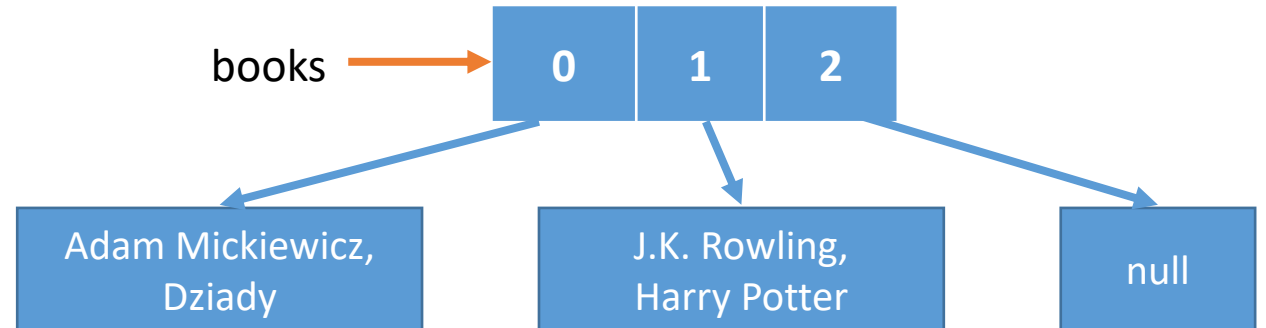 books
0 1 2
Adam Mickiewicz,
Dziady
J.K. Rowling,
Harry Potter
null